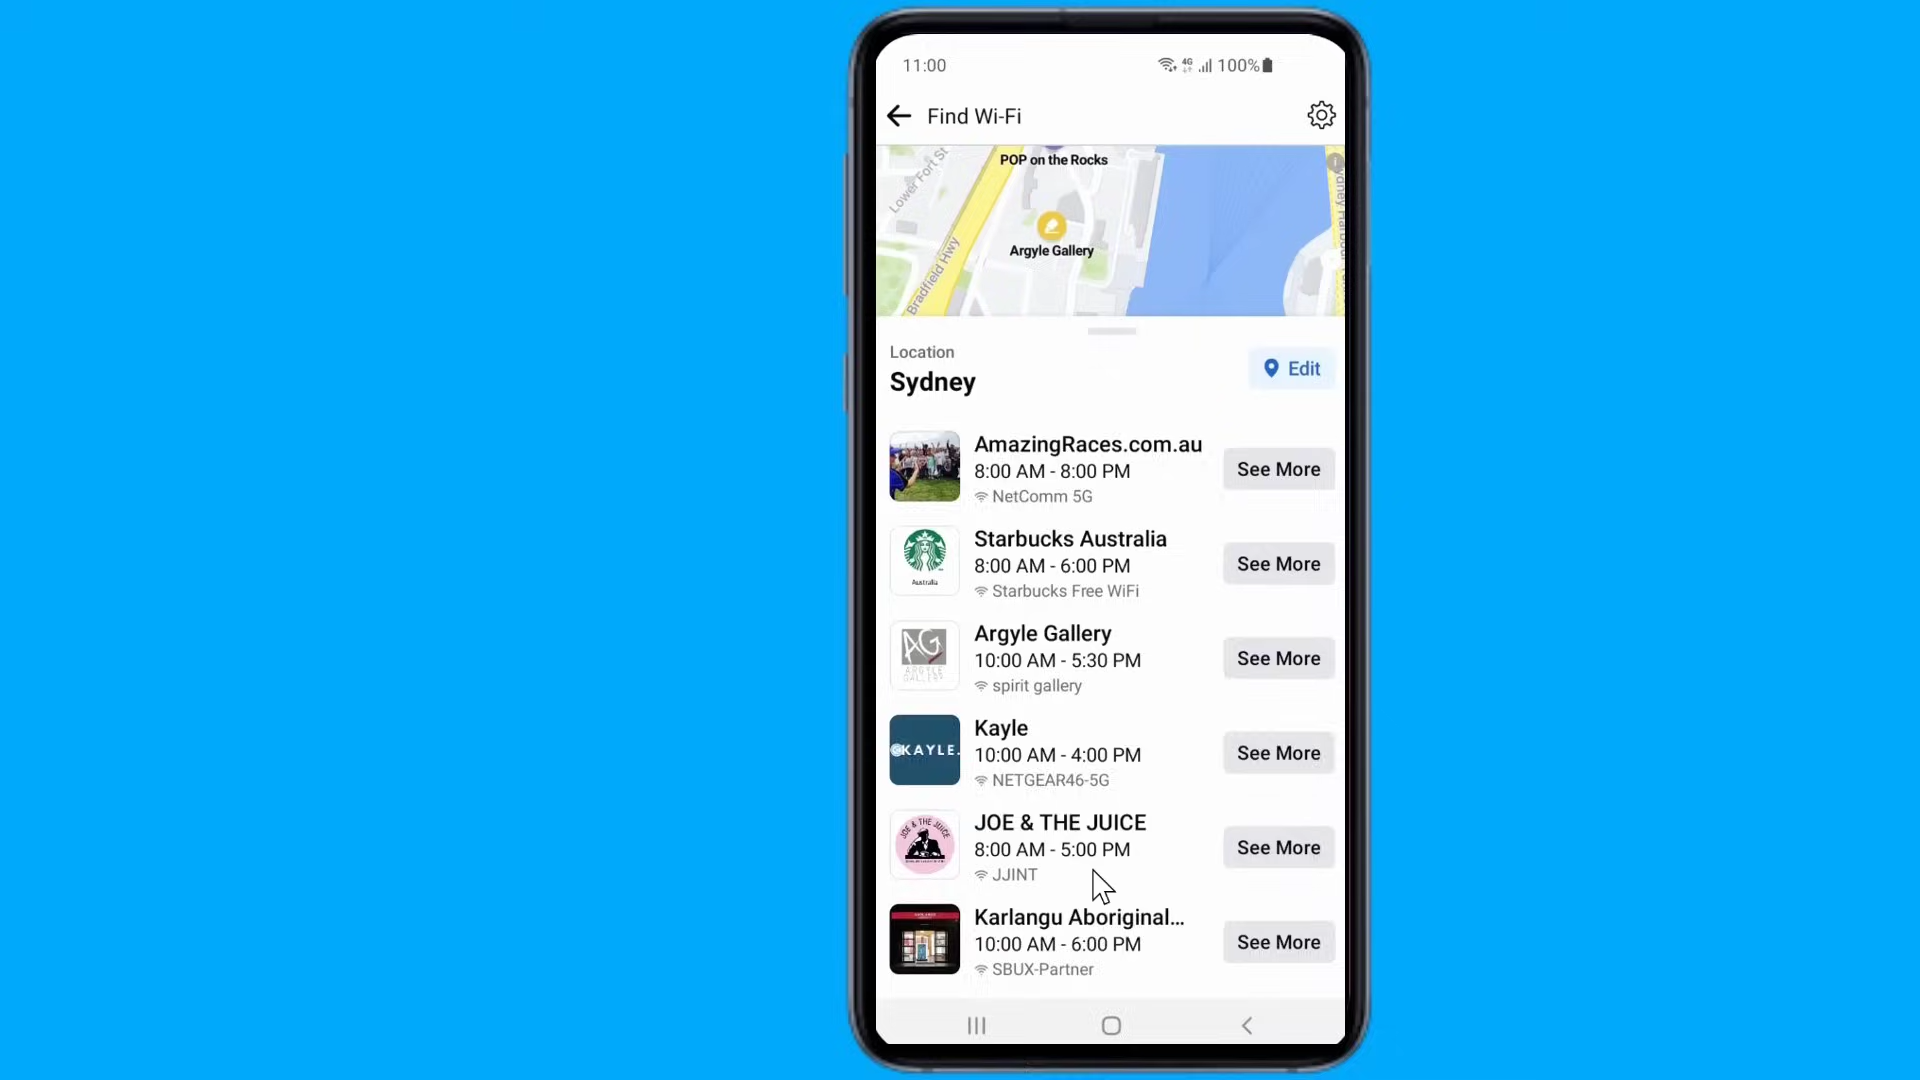 11:00
4G
100%
Find Wi-Fi
POP on the Rocks
Lower Fort St
Argyle Gallery
Bradfield Hwy
Location
Sydney
Edit
AmazingRaces.com.au
8:00 AM - 8:00 PM
NetComm 5G
See More
Starbucks Australia
8:00 AM - 6:00 PM
Starbucks Free WiFi
See More
Australia
Argyle Gallery
10:00 AM - 5:30 PM
spirit gallery
See More
AG
ARGYLE
GALLERY
Kayle
10:00 AM - 4:00 PM
NETGEAR46-5G
See More
KAYLE.
JOE & THE JUICE
8:00 AM - 5:00 PM
JJINT
See More
JOE & THE JUICE
Karlangu Aboriginal...
10:00 AM - 6:00 PM
SBUX-Partner
See More